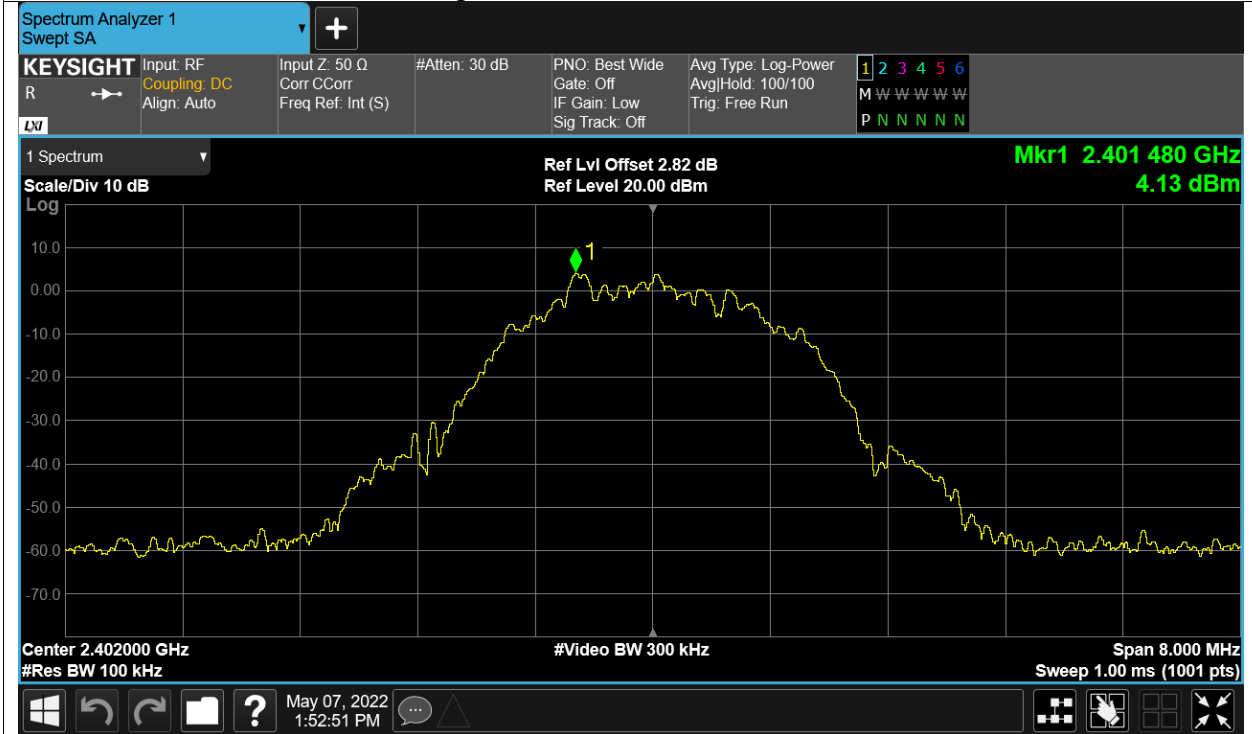 Spectrum Analyzer 1
Swept SA
+
KEYSIGHT
R
LXI
Input: RF
Coupling: DC
Align: Auto
Input Z: 50 Ω
Corr CCorr
Freq Ref: Int (S)
#Atten: 30 dB
PNO: Best Wide
Gate: Off
IF Gain: Low
Sig Track: Off
Avg Type: Log-Power
Avg|Hold: 100/100
Trig: Free Run
1 2 3 4 5 6
M W W W W W
P N N N N N
1 Spectrum
Scale/Div 10 dB
Ref Lvl Offset 2.82 dB
Ref Level 20.00 dBm
Mkr1 2.401 480 GHz
4.13 dBm
Log
10.0
0.00
-10.0
-20.0
-30.0
-40.0
-50.0
-60.0
-70.0
1
Center 2.402000 GHz
#Res BW 100 kHz
#Video BW 300 kHz
Span 8.000 MHz
Sweep 1.00 ms (1001 pts)
?
May 07, 2022
1:52:51 PM